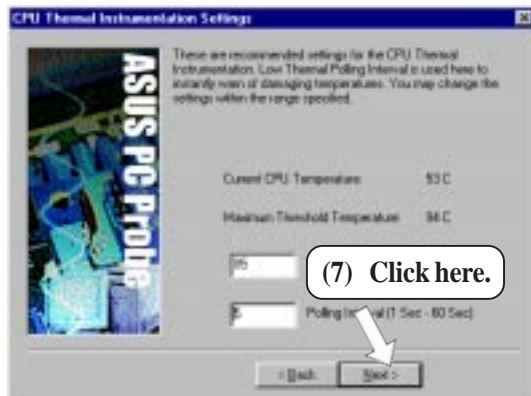 CPU Thermal Instrumentation Settings
ASUS PC Probe
These are recommended settings for the CPU Thermal
Instrumentation. Low Thermal Polling Interval is used here to
instantly warn of damaging temperatures. You may change the
settings within the range specified.
Current CPU Temperature: 53 C
Maximum Threshold Temperature: 94 C
(7) Click here.
Polling (1 Sec - 60 Sec)
< Back Next >